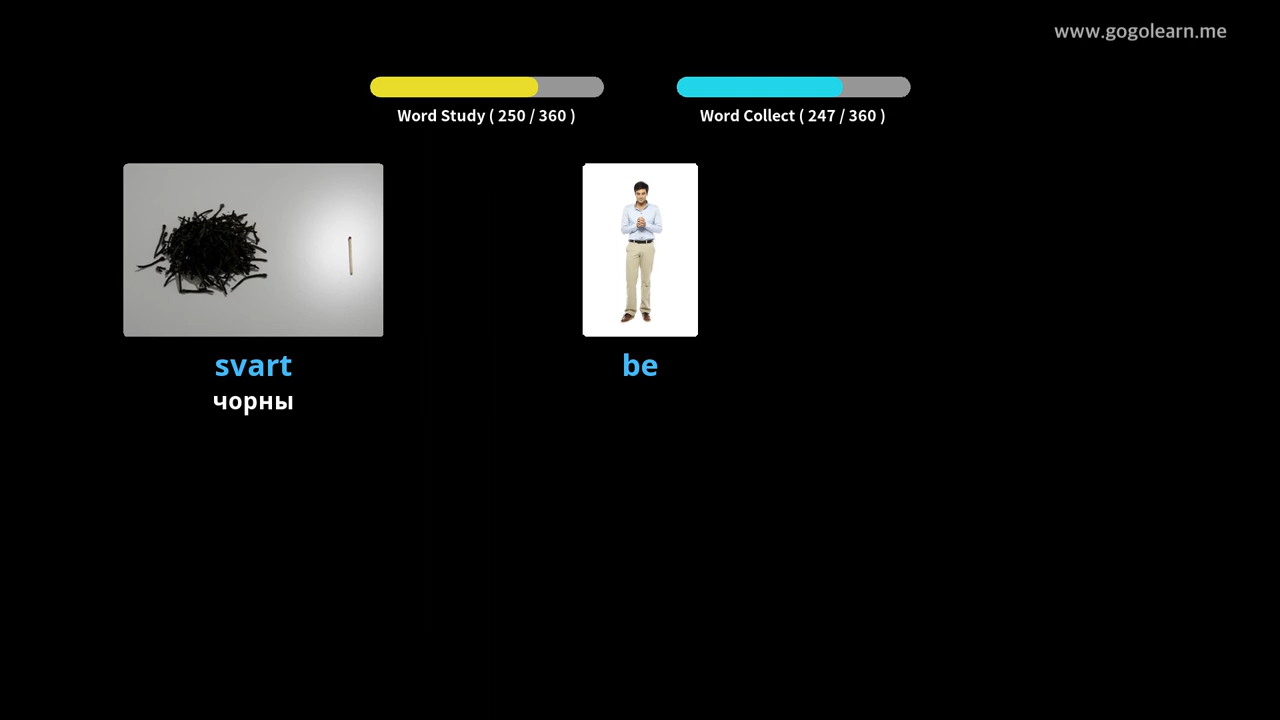 www.gogolearn.me
Word Study ( 250 / 360 )
Word Collect ( 247 / 360 )
svart
be
чорны